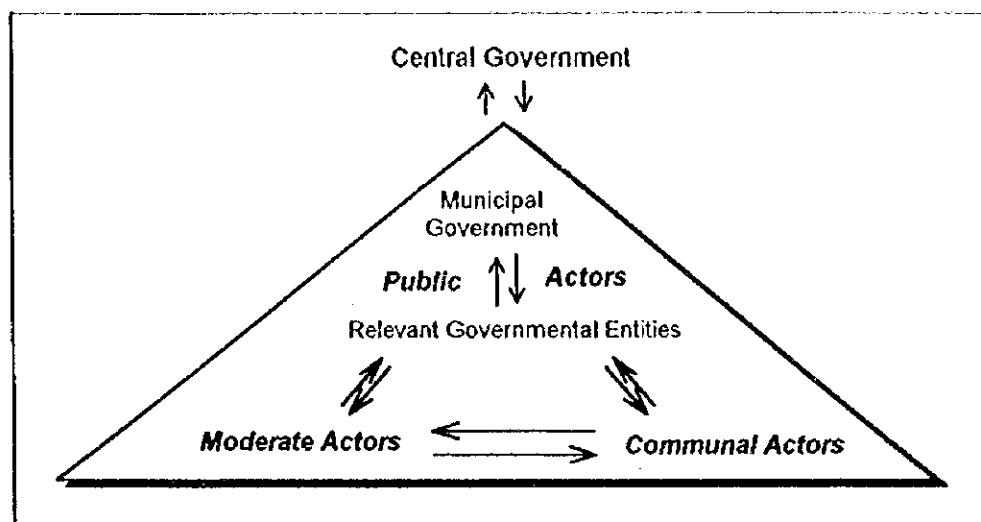 Central Government
Municipal
Government
Public Actors
Relevant Governmental Entities
Moderate Actors Communal Actors